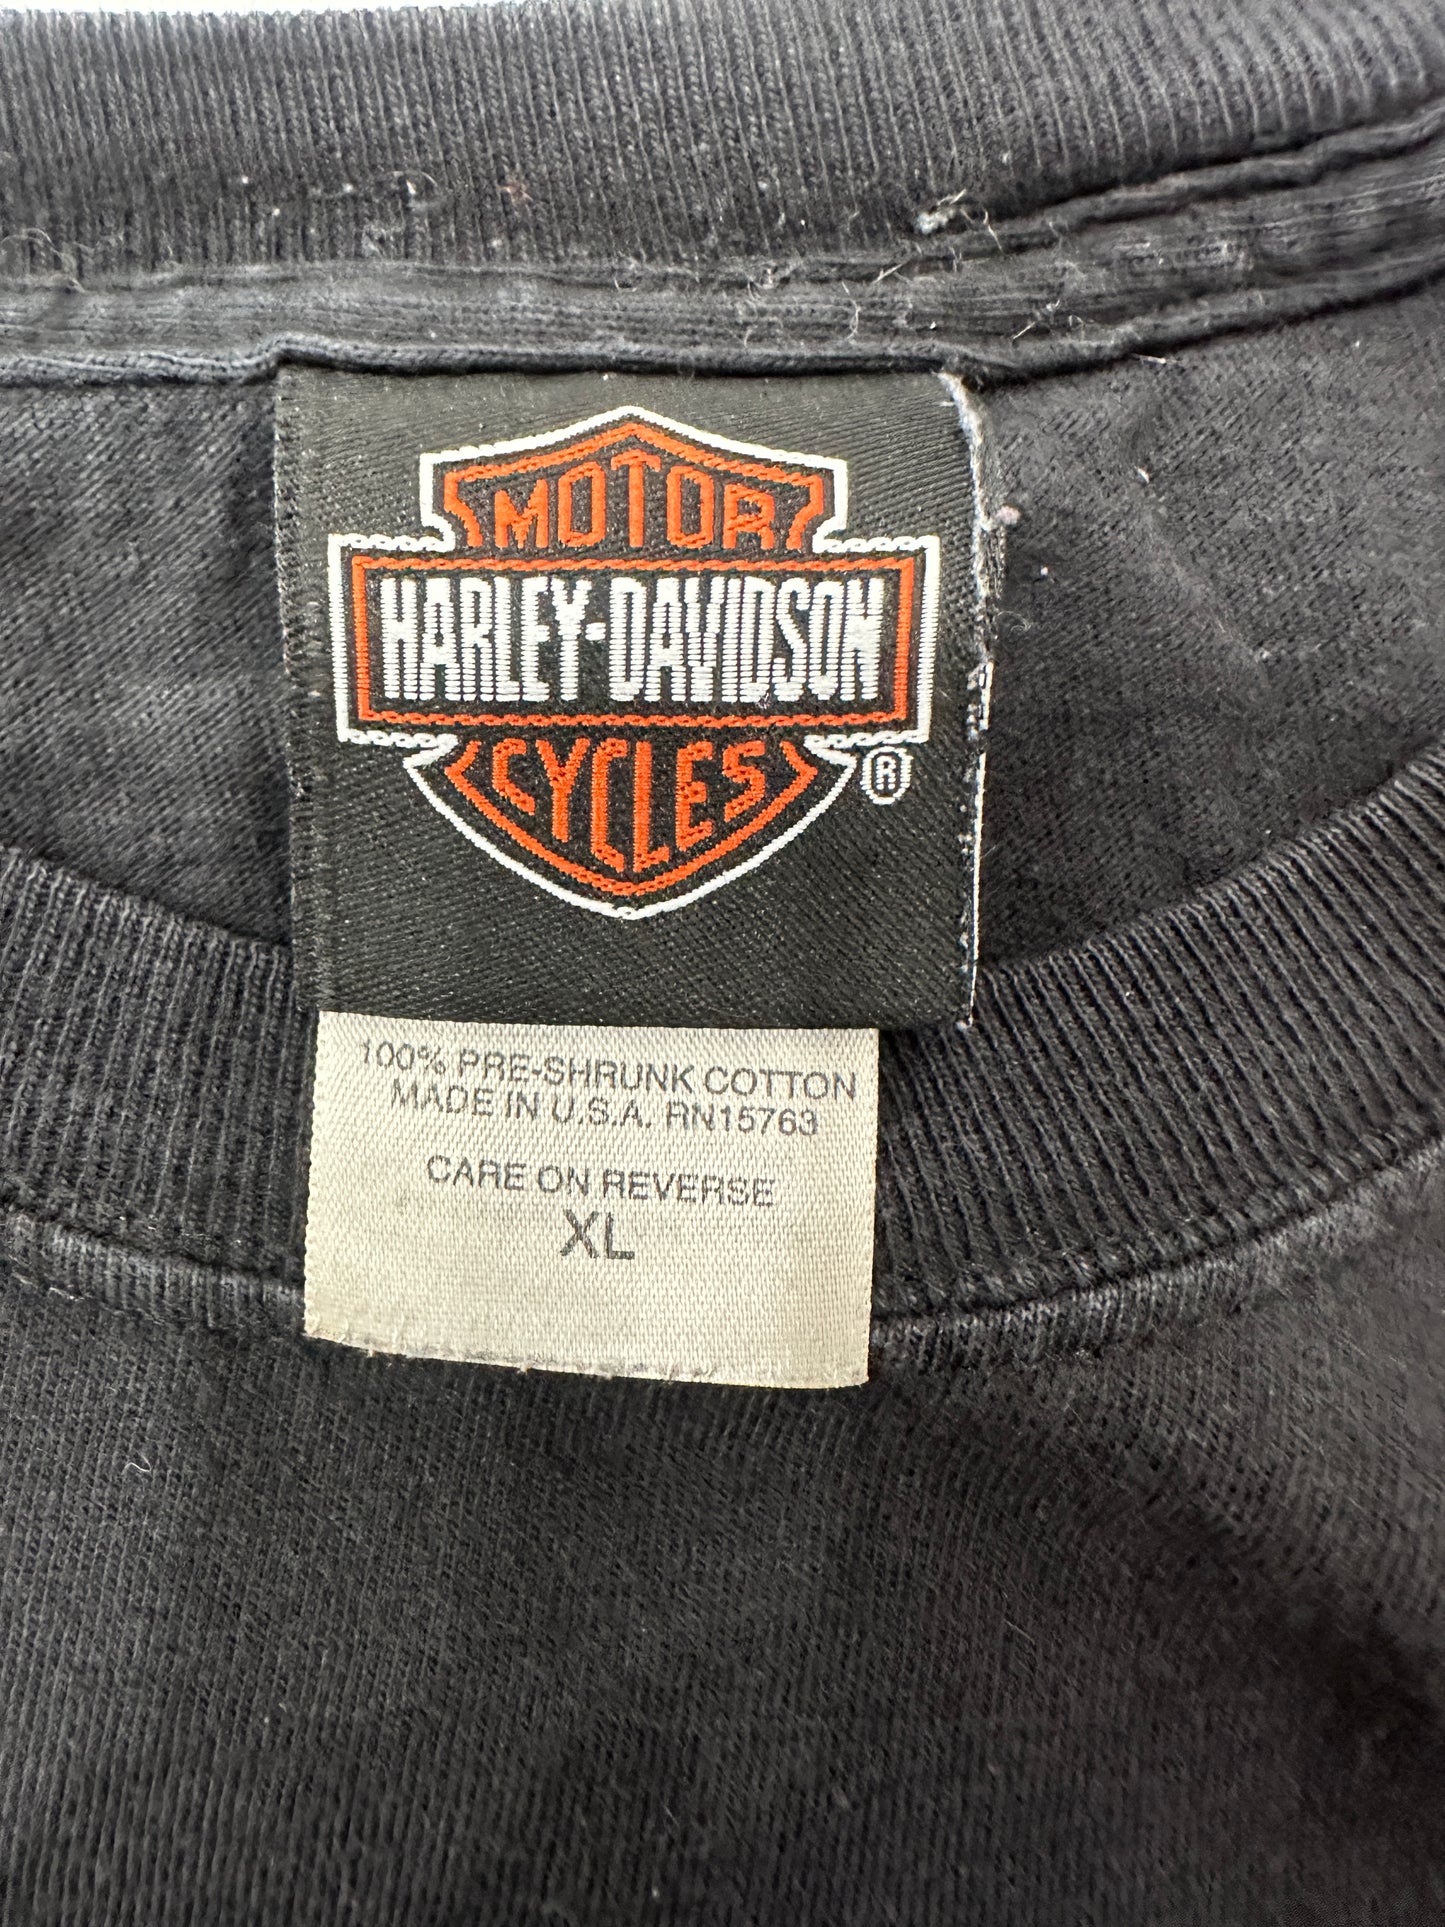 MOTOR
HARLEY-DAVIDSON
CYCLES
®
100% PRE-SHRUNK COTTON
MADE IN U.S.A. RN15763
CARE ON REVERSE
XL